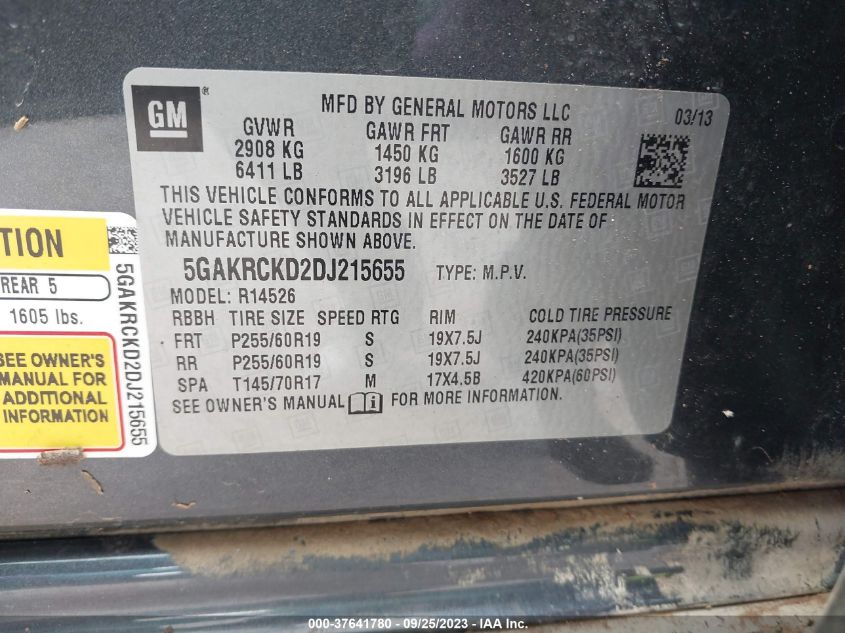 GM
MFD BY GENERAL MOTORS LLC 03/13
GVWR GAWR FRT GAWR RR
2908 KG 1450 KG 1600 KG
6411 LB 3196 LB 3527 LB
THIS VEHICLE CONFORMS TO ALL APPLICABLE U.S. FEDERAL MOTOR
VEHICLE SAFETY STANDARDS IN EFFECT ON THE DATE OF
MANUFACTURE SHOWN ABOVE.
5GAKRCKD2DJ215655 TYPE: M.P.V.
MODEL: R14526
RBBH TIRE SIZE SPEED RTG RIM COLD TIRE PRESSURE
FRT P255/60R19 S 19X7.5J 240KPA(35PSI)
RR P255/60R19 S 19X7.5J 240KPA(35PSI)
SPA T145/70R17 M 17X4.5B 420KPA(60PSI)
SEE OWNER'S MANUAL FOR MORE INFORMATION.
TION
REAR 5
1605 lbs.
SEE OWNER'S
MANUAL FOR
ADDITIONAL
INFORMATION
5GAKRCKD2DJ215655
000-37641780 - 09/25/2023 - IAA Inc.